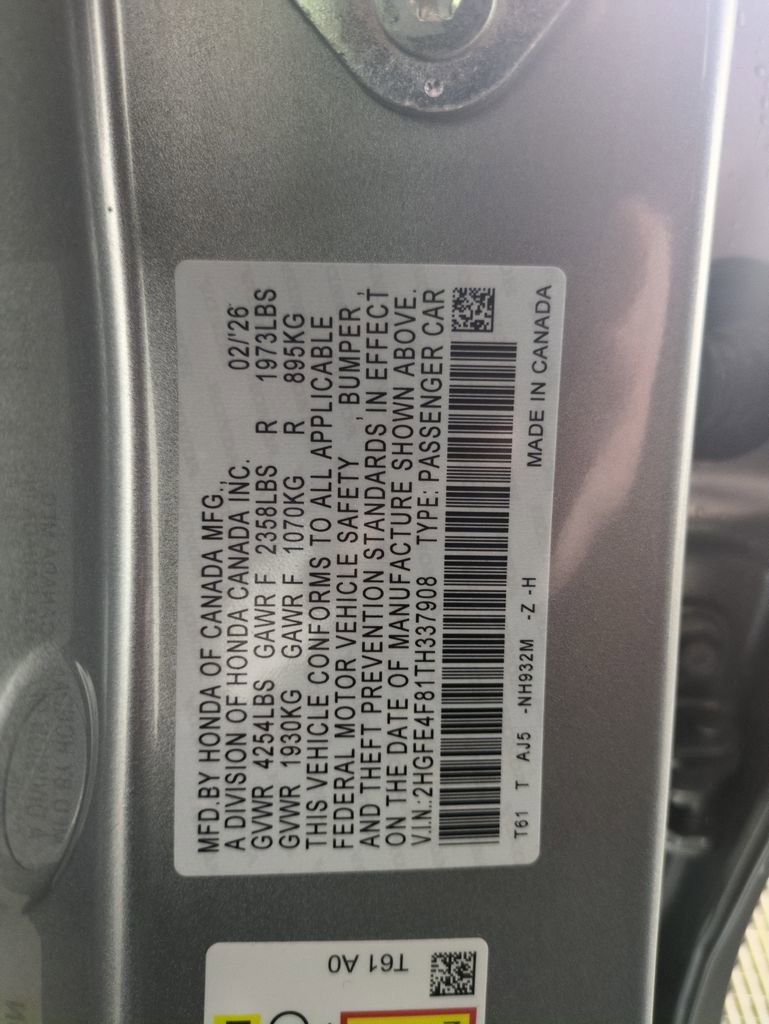 MFD.BY HONDA OF CANADA MFG.,
A DIVISION OF HONDA CANADA INC. 02/'26
GVWR 4254LBS GAWR F 2358LBS R 1973LBS
GVWR 1930KG GAWR F 1070KG R 895KG
THIS VEHICLE CONFORMS TO ALL APPLICABLE
FEDERAL MOTOR VEHICLE SAFETY , BUMPER ,
AND THEFT PREVENTION STANDARDS IN EFFECT
ON THE DATE OF MANUFACTURE SHOWN ABOVE.
V.I.N.:2HGFE4F81TH337908 TYPE: PASSENGER CAR
T61 T AJ5 -NH932M -Z -H MADE IN CANADA
T61 A0